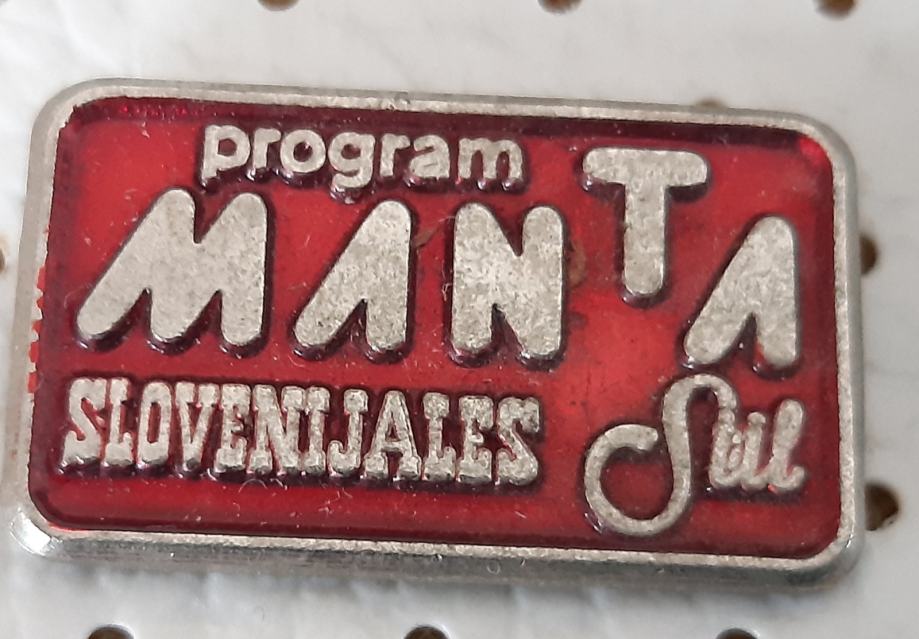 program
MANTA
SLOVENIJALES
Stil